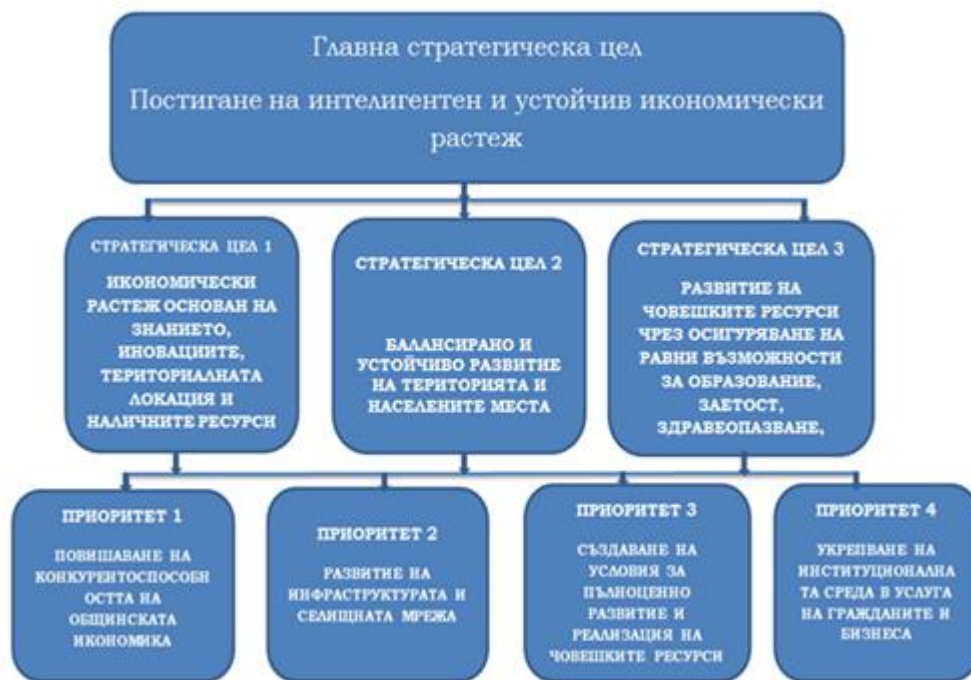 Главна стратегическа цел
Постигане на интелигентен и устойчив икономически
растеж
СТРАТЕГИЧЕСКА ЦЕЛ 1
ИКОНОМИЧЕСКИ
РАСТЕЖ ОСНОВАН НА
ЗНАНИЕТО,
ИНОВАЦИИТЕ,
ТЕРИТОРИАЛНАТА
ЛОКАЦИЯ И
НАЛИЧНИТЕ РЕСУРСИ
СТРАТЕГИЧЕСКА ЦЕЛ 2
БАЛАНСИРАНО И
УСТОЙЧИВО РАЗВИТИЕ
НА ТЕРИТОРИЯТА И
НАСЕЛЕНИТЕ МЕСТА
СТРАТЕГИЧЕСКА ЦЕЛ 3
РАЗВИТИЕ НА
ЧОВЕШКИТЕ РЕСУРСИ
ЧРЕЗ ОСИГУРЯВАНЕ НА
РАВНИ ВЪЗМОЖНОСТИ
ЗА ОБРАЗОВАНИЕ,
ЗАЕТОСТ,
ЗДРАВЕОПАЗВАНЕ,
ПРИОРИТЕТ 1
ПОВИШАВАНЕ НА
КОНКУРЕНТОСПОСОБН
ОСТТА НА
ОБЩИНСКАТА
ИКОНОМИКА
ПРИОРИТЕТ 2
РАЗВИТИЕ НА
ИНФРАСТРУКТУРАТА И
СЕЛИЩНАТА МРЕЖА
ПРИОРИТЕТ 3
СЪЗДАВАНЕ НА
УСЛОВИЯ ЗА
ПЪЛНОЦЕННО
РАЗВИТИЕ И
РЕАЛИЗАЦИЯ НА
ЧОВЕШКИТЕ РЕСУРСИ
ПРИОРИТЕТ 4
УКРЕПВАНЕ НА
ИНСТИТУЦИОНАЛНА
ТА СРЕДА В УСЛУГА
НА ГРАЖДАНИТЕ И
БИЗНЕСА